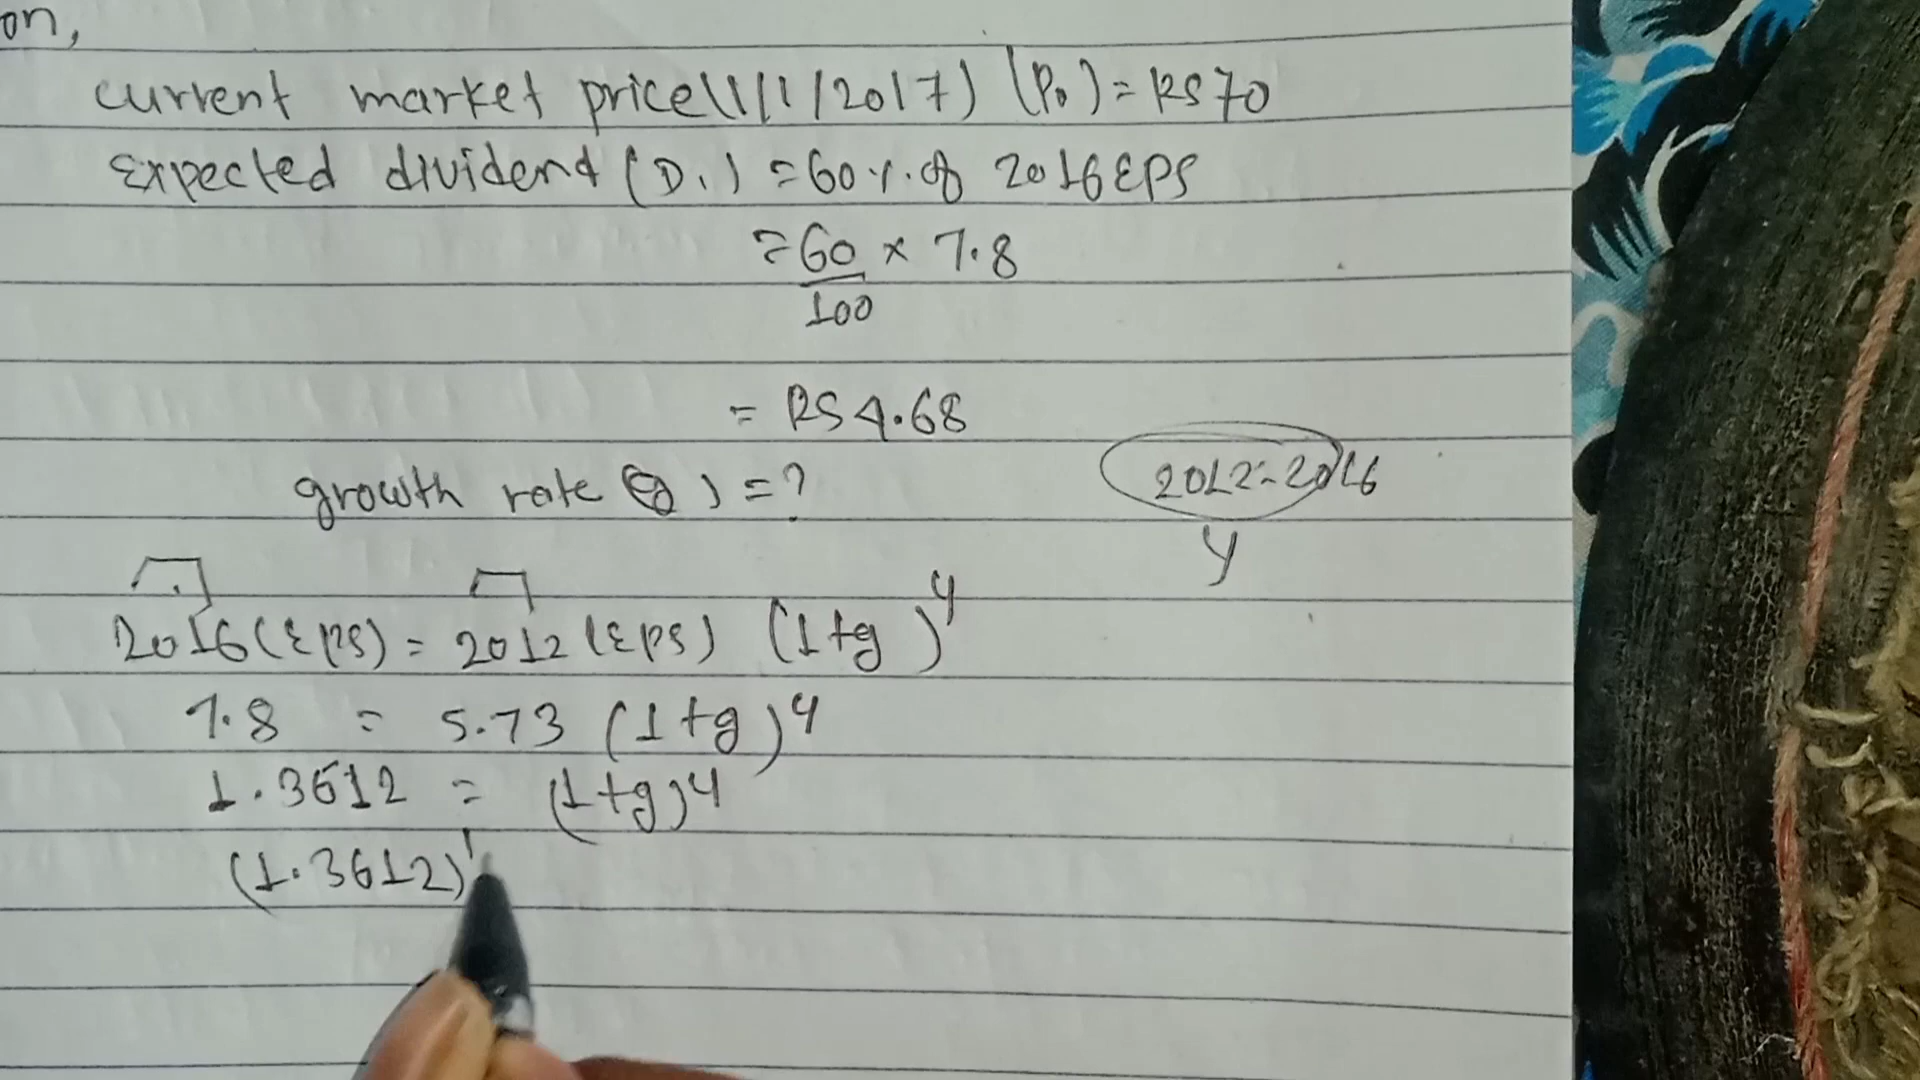 on,
current market price(1/1/2017) (P₀) = RS 70
Expected dividend (D₁) = 60% of 2016 EPS
= 60/100 × 7.8
= RS 4.68
growth rate (g) = ?
2012-2016
4
2016 (EPS) = 2012 (EPS) (1+g)⁴
7.8 = 5.73 (1+g)⁴
1.3612 = (1+g)⁴
(1.3612)